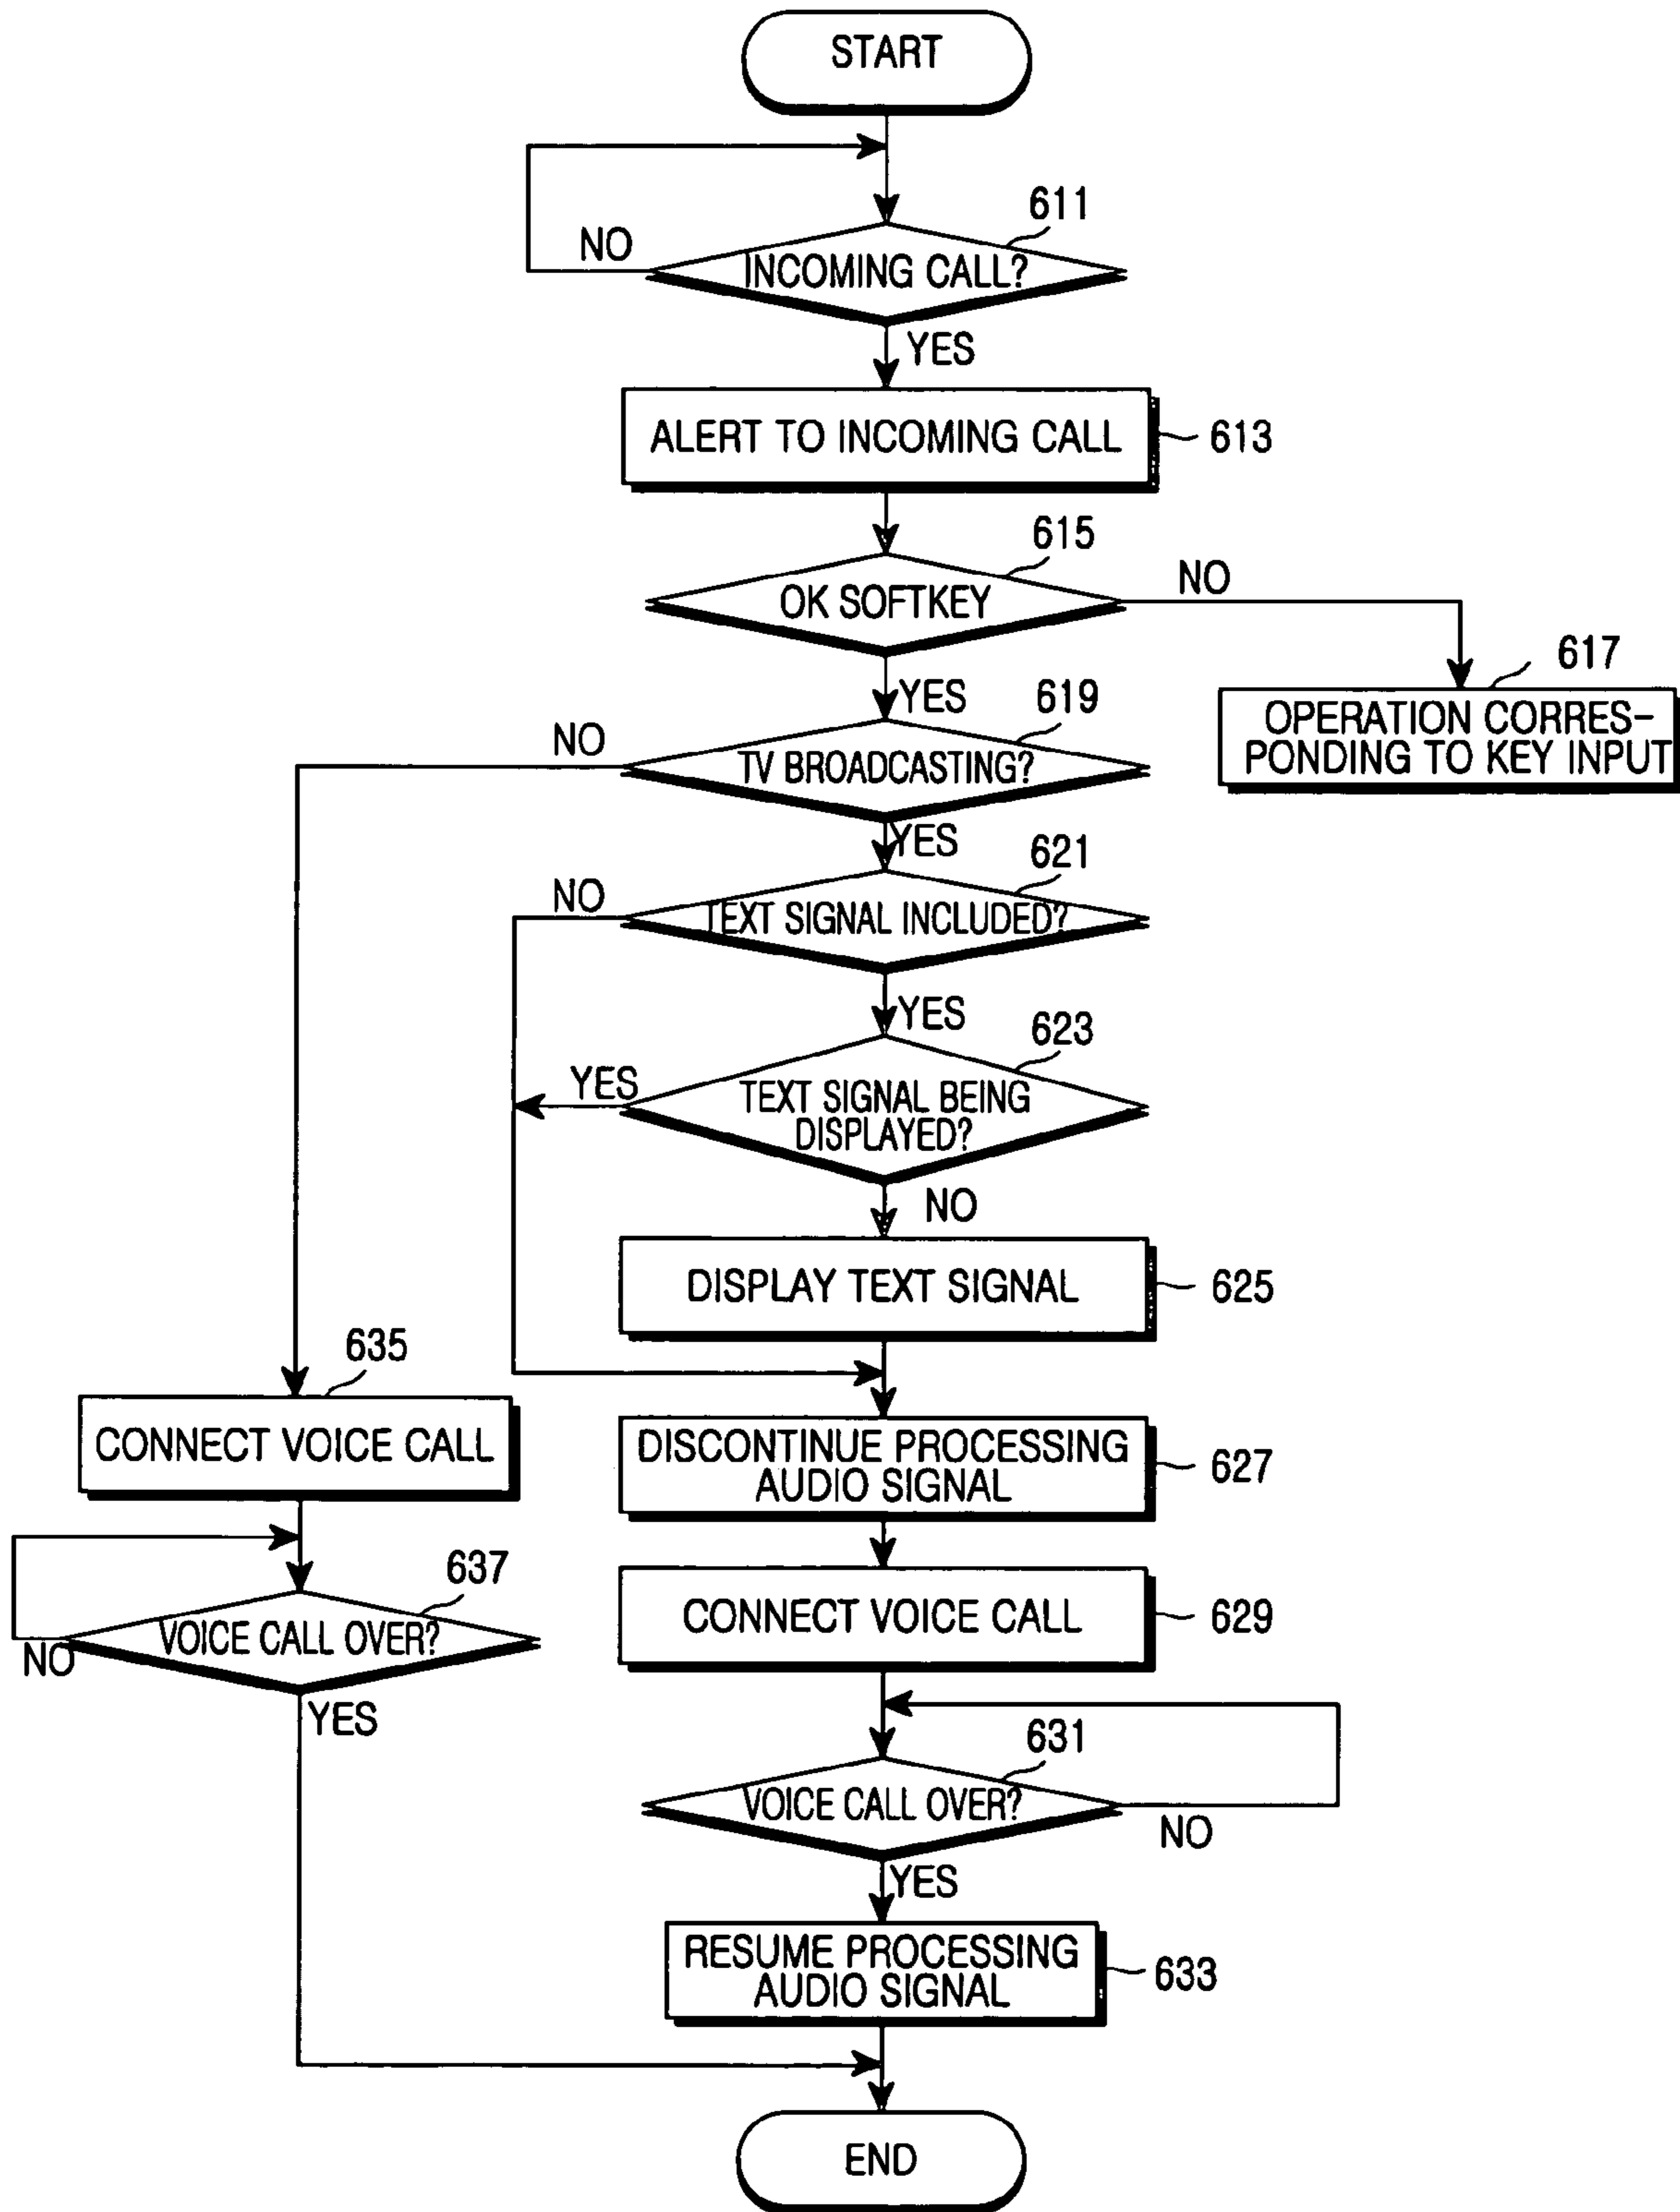 START
611
NO
INCOMING CALL?
YES
ALERT TO INCOMING CALL
613
615
OK SOFTKEY
NO
617
OPERATION CORRES-
PONDING TO KEY INPUT
YES
619
NO
TV BROADCASTING?
YES
621
NO
TEXT SIGNAL INCLUDED?
YES
623
YES
TEXT SIGNAL BEING
DISPLAYED?
NO
DISPLAY TEXT SIGNAL
625
635
CONNECT VOICE CALL
DISCONTINUE PROCESSING
AUDIO SIGNAL
627
637
VOICE CALL OVER?
NO
YES
CONNECT VOICE CALL
629
631
VOICE CALL OVER?
NO
YES
RESUME PROCESSING
AUDIO SIGNAL
633
END